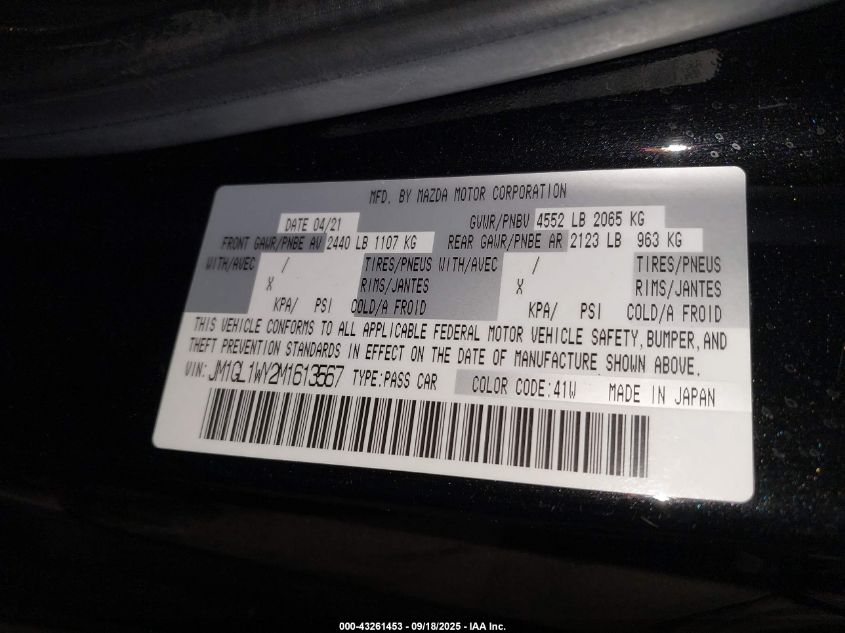 MFD. BY MAZDA MOTOR CORPORATION
DATE 04/21 GVWR/PNBV 4552 LB 2065 KG
FRONT GAWR/PNBE AV 2440 LB 1107 KG REAR GAWR/PNBE AR 2123 LB 963 KG
WITH/AVEC / TIRES/PNEUS WITH/AVEC / TIRES/PNEUS
X RIMS/JANTES X RIMS/JANTES
KPA/ PSI COLD/A FROID KPA/ PSI COLD/A FROID
THIS VEHICLE CONFORMS TO ALL APPLICABLE FEDERAL MOTOR VEHICLE SAFETY, BUMPER, AND
THEFT PREVENTION STANDARDS IN EFFECT ON THE DATE OF MANUFACTURE SHOWN ABOVE.
VIN: JM1GL1WY2M1613567 TYPE:PASS CAR COLOR CODE:41W MADE IN JAPAN
000-43261453 - 09/18/2025 - IAA Inc.